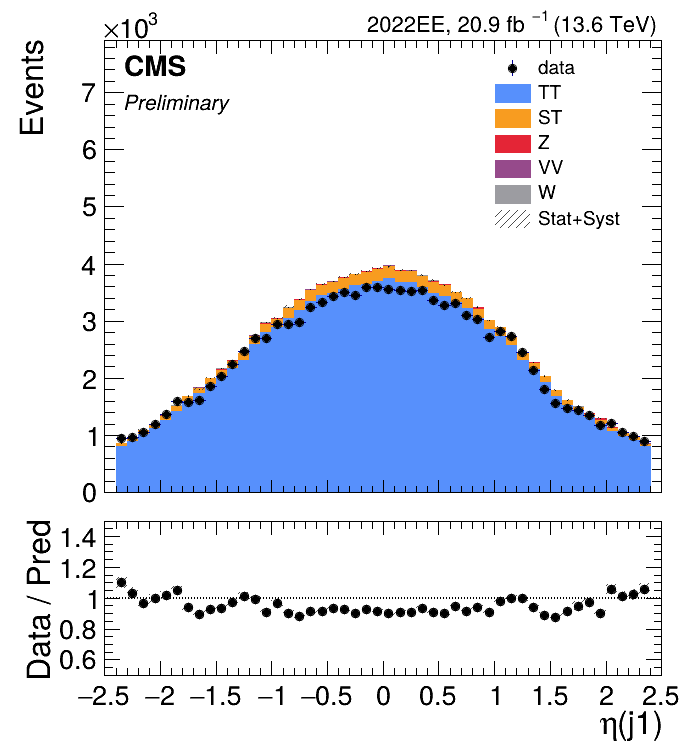 ×10³ 2022EE, 20.9 fb ⁻¹ (13.6 TeV)
Events
CMS
Preliminary
data
TT
ST
Z
VV
W
Stat+Syst
7
6
5
4
3
2
1
0
Data / Pred
1.4
1.2
1
0.8
0.6
−2.5 −2 −1.5 −1 −0.5 0 0.5 1 1.5 2 2.5
η(j1)